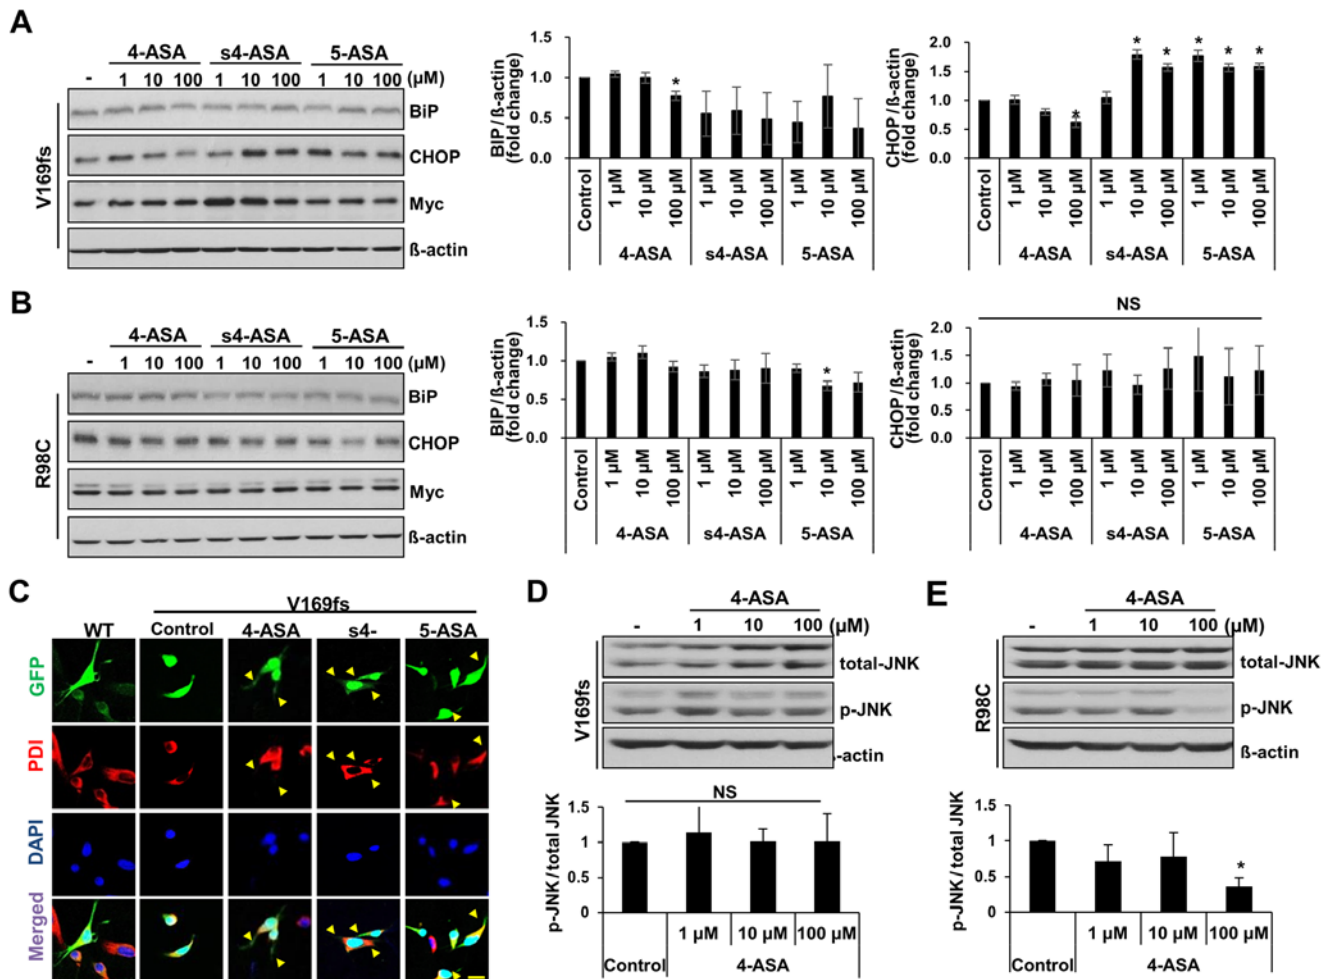 A
4-ASA s4-ASA 5-ASA
- 1 10 100 1 10 100 1 10 100 (µM)
V169fs
BiP
CHOP
Myc
ß-actin
BIP/ß-actin
(fold change)
1.5
1.0
0.5
0.0
Control 1 µM 10 µM 100 µM 1 µM 10 µM 100 µM 1 µM 10 µM 100 µM
4-ASA s4-ASA 5-ASA
*
CHOP/ß-actin
(fold change)
2.0
1.5
1.0
0.5
0.0
* * * * * *
Control 1 µM 10 µM 100 µM 1 µM 10 µM 100 µM 1 µM 10 µM 100 µM
4-ASA s4-ASA 5-ASA
B
4-ASA s4-ASA 5-ASA
- 1 10 100 1 10 100 1 10 100 (µM)
R98C
BiP
CHOP
Myc
ß-actin
BIP/ß-actin
(fold change)
1.5
1.0
0.5
0.0
*
Control 1 µM 10 µM 100 µM 1 µM 10 µM 100 µM 1 µM 10 µM 100 µM
4-ASA s4-ASA 5-ASA
NS
CHOP/ß-actin
(fold change)
2.0
1.5
1.0
0.5
0.0
Control 1 µM 10 µM 100 µM 1 µM 10 µM 100 µM 1 µM 10 µM 100 µM
4-ASA s4-ASA 5-ASA
C
V169fs
WT Control 4-ASA s4- 5-ASA
GFP
PDI
DAPI
Merged
D
4-ASA
- 1 10 100 (µM)
V169fs
total-JNK
p-JNK
-actin
NS
p-JNK/total JNK
1.5
1
0.5
0
1 µM 10 µM 100 µM
Control 4-ASA
E
4-ASA
- 1 10 100 (µM)
R98C
total-JNK
p-JNK
ß-actin
p-JNK/total JNK
1.5
1
0.5
0
*
1 µM 10 µM 100 µM
Control 4-ASA